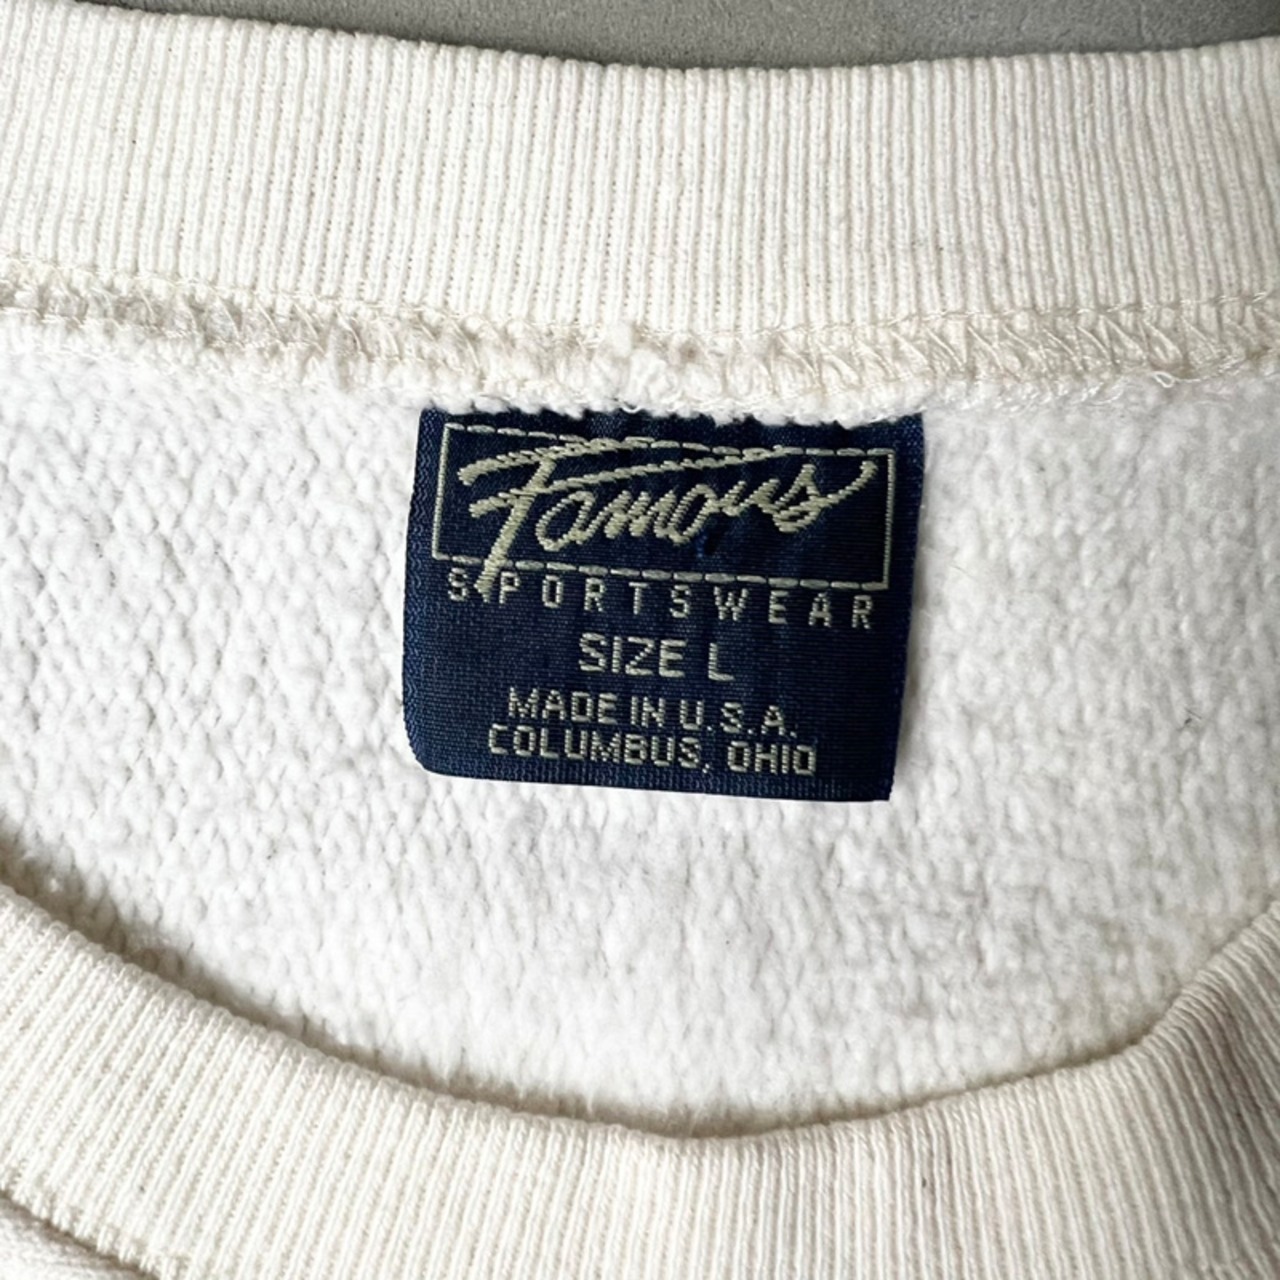 Famous
SPORTSWEAR
SIZE L
MADE IN U.S.A.
COLUMBUS, OHIO